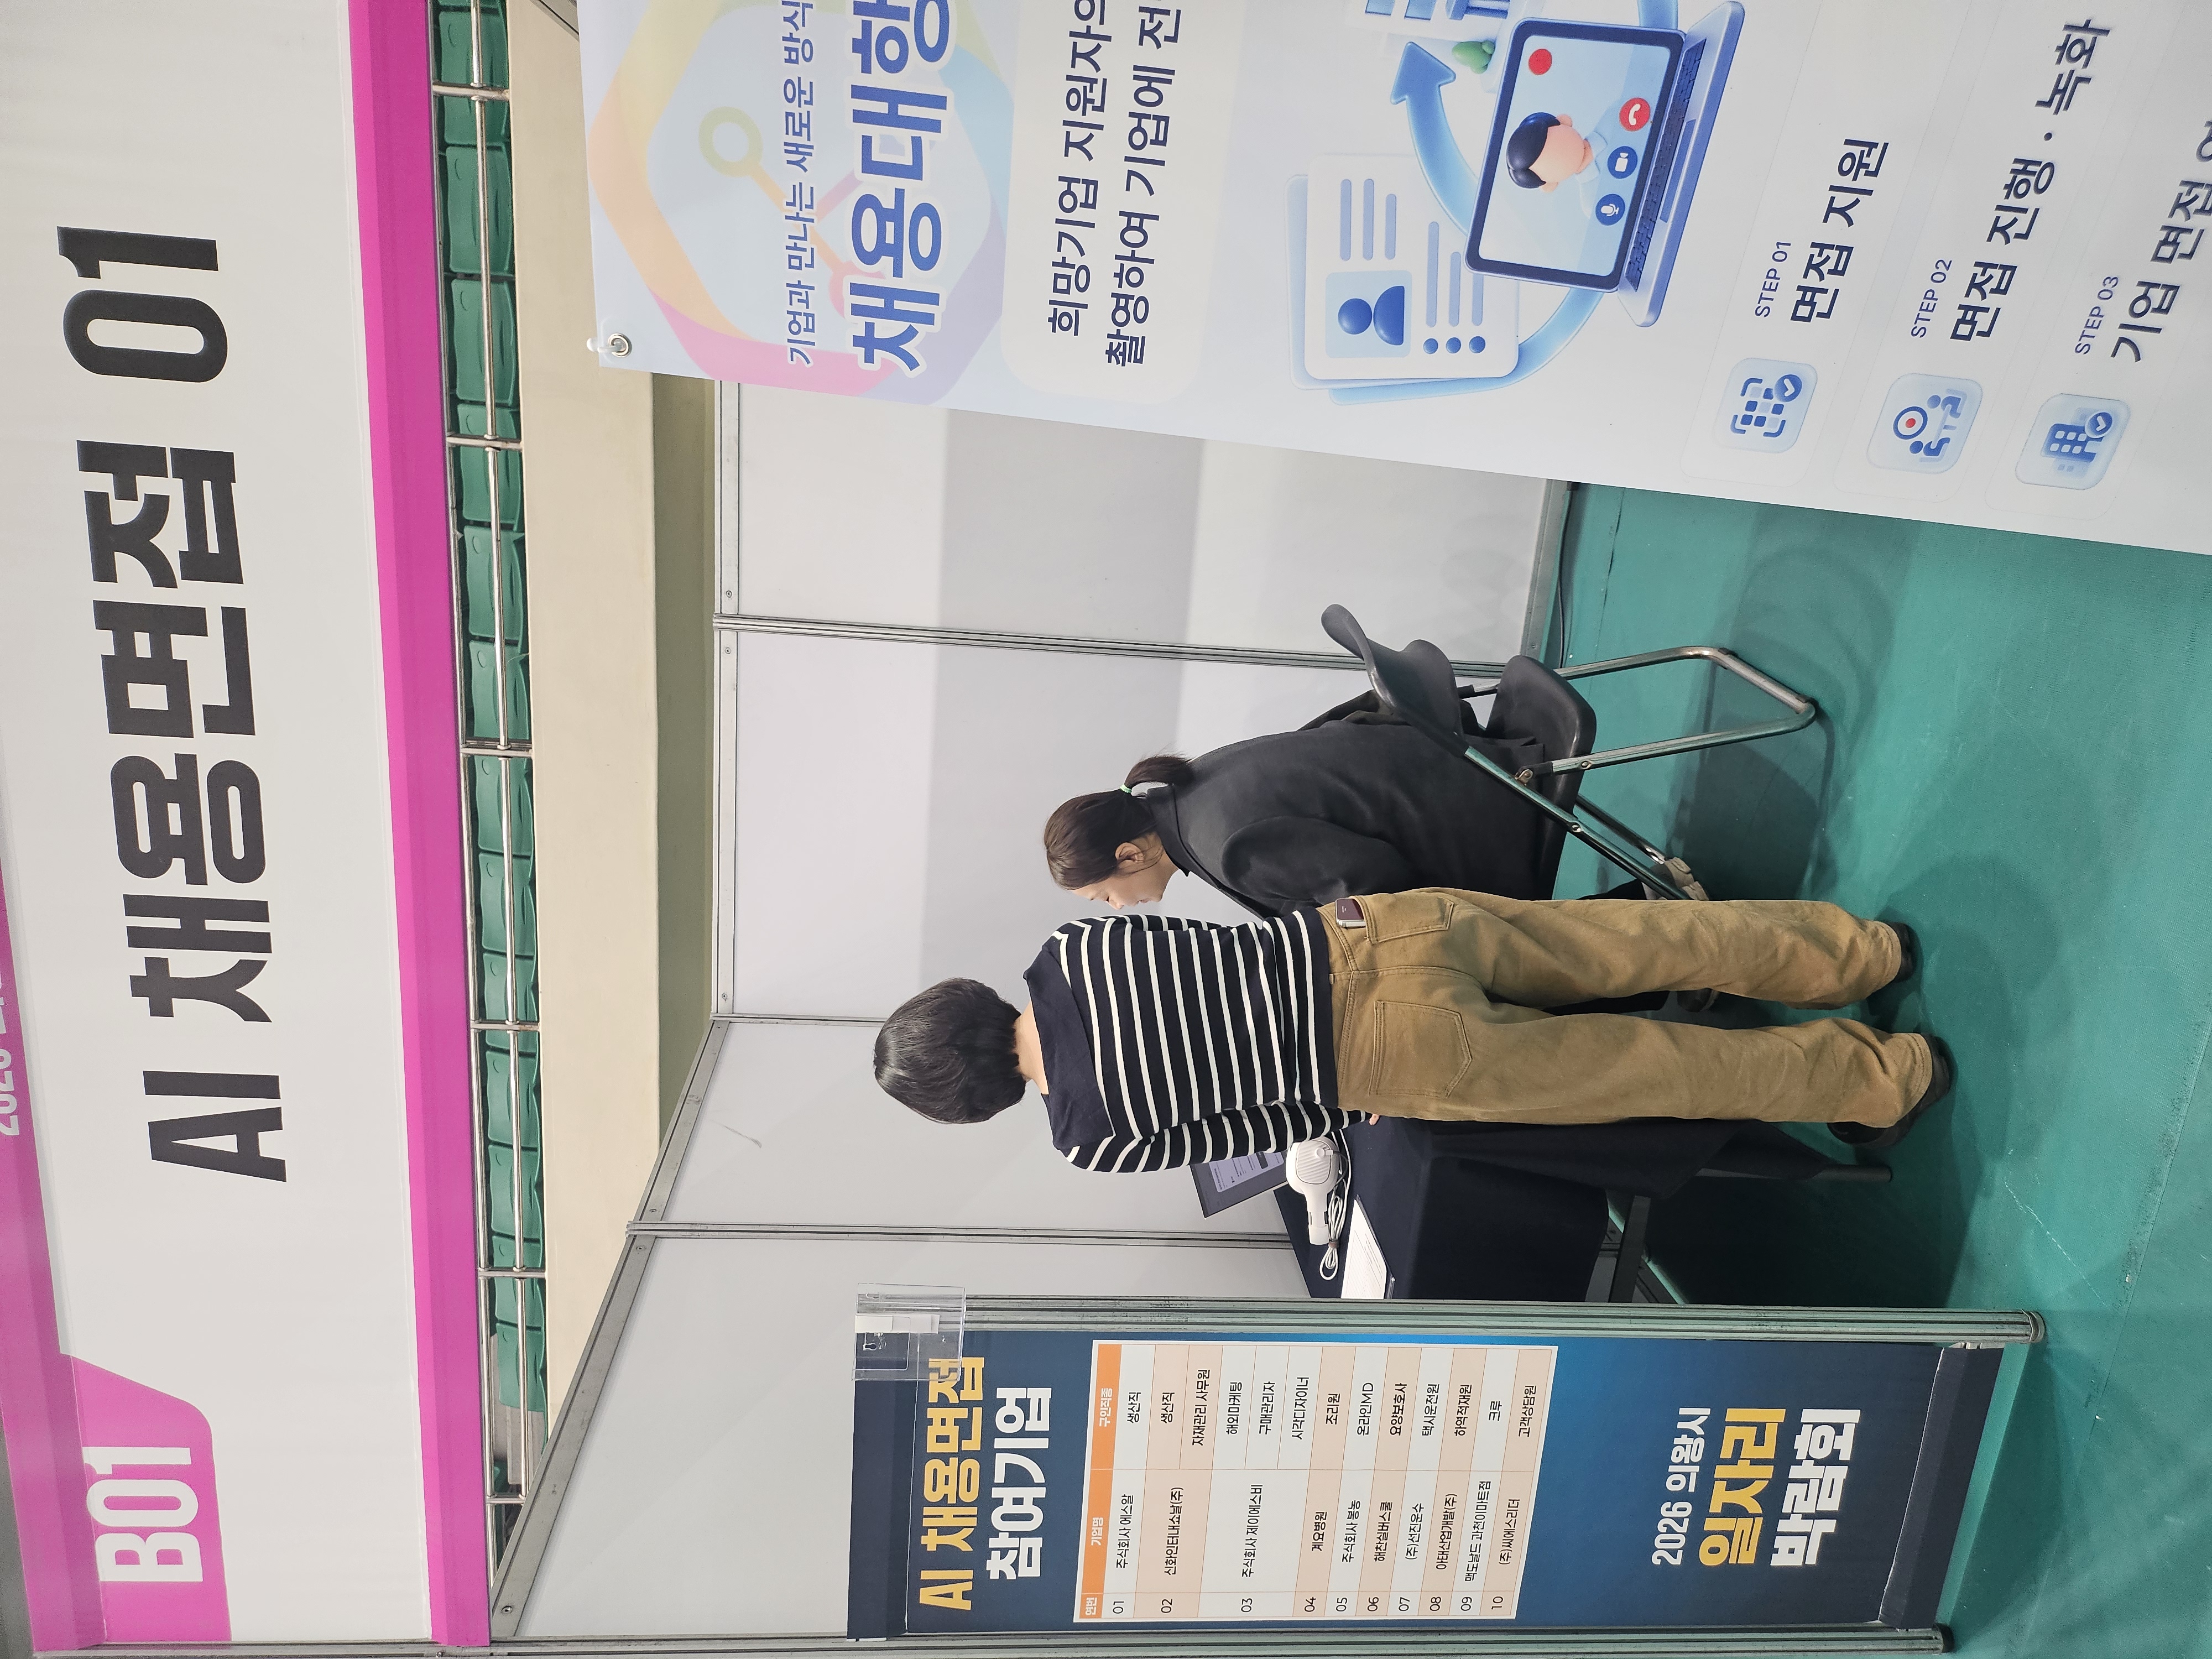 B01
AI 채용면접 01
AI 채용면접
참여기업
연번 기업명 구인직종
01 주식회사 에스알 생산직
02 신화인터내쇼날(주) 생산직
자재관리 사무원
03 주식회사 제이에스비 해외마케팅
구매관리자
시각디자이너
04 계요병원 조리원
05 주식회사 봉농 온라인MD
06 해찬실버스쿨 요양보호사
07 (주)선진운수 택시운전원
08 아태산업개발(주) 하역적재원
09 맥도날드 과천이마트점 크루
10 (주)씨에스리더 고객상담원
2026 의왕시
일자리
박람회
기업과 만나는 새로운 방식
채용대행
희망기업 지원자의
촬영하여 기업에
STEP 01
면접 지원
STEP 02
면접 진행 · 녹화
STEP 03
기업 면접